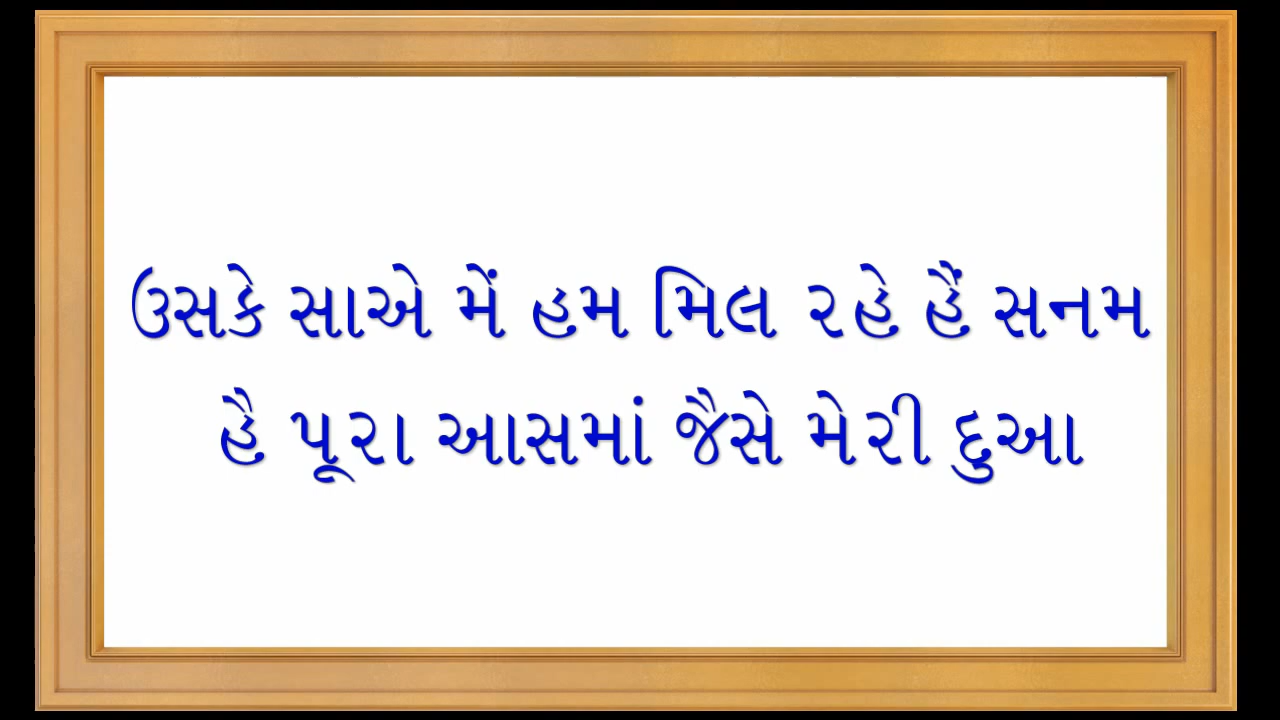 ઉસકે સાએ મેં હમ મિલ રહે હૈં સનમ
હૈ પૂરા આસમાં જૈસે મેરી દુઆ